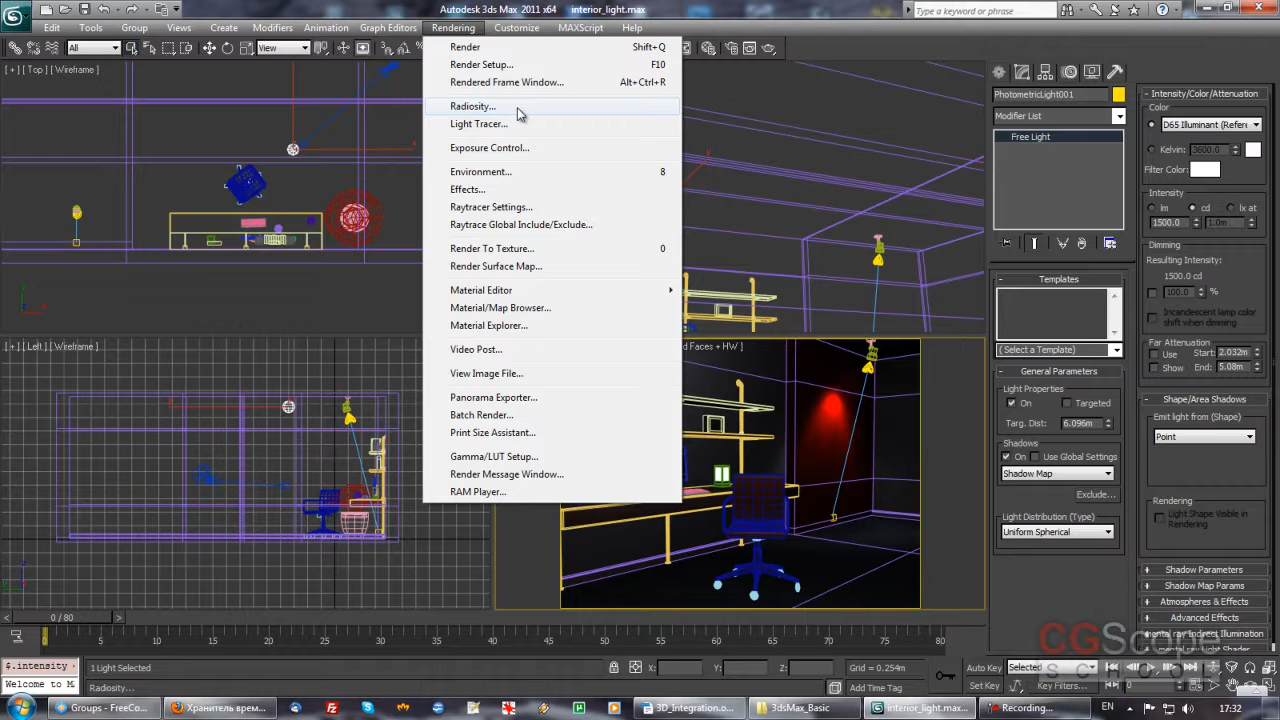 Autodesk 3ds Max 2011 x64 interior_light.max
Type a keyword or phrase
Edit Tools Group Views Create Modifiers Animation Graph Editors Rendering Customize MAXScript Help
All View
[ + ] [ Top ] [ Wireframe ]
Render Shift+Q
Render Setup... F10
Rendered Frame Window... Alt+Ctrl+R
Radiosity...
Light Tracer...
Exposure Control...
Environment... 8
Effects...
Raytracer Settings...
Raytrace Global Include/Exclude...
Render To Texture... 0
Render Surface Map...
Material Editor
Material/Map Browser...
Material Explorer...
Video Post...
View Image File...
Panorama Exporter...
Batch Render...
Print Size Assistant...
Gamma/LUT Setup...
Render Message Window...
RAM Player...
[ + ] [ Left ] [ Wireframe ]
d Faces + HW ]
PhotometricLight001
Modifier List
Free Light
Templates
( Select a Template)
General Parameters
Light Properties
On Targeted
Targ. Dist: 6.096m
Shadows
On Use Global Settings
Shadow Map
Exclude...
Light Distribution (Type)
Uniform Spherical
Intensity/Color/Attenuation
Color
D65 Illuminant (Refere
Kelvin: 3600.0
Filter Color:
Intensity
lm cd lx at
1500.0 1.0m
Dimming
Resulting Intensity:
1500.0 cd
100.0 %
Incandescent lamp color
shift when dimming
Far Attenuation
Use Start: 2.032m
Show End: 5.08m
Shape/Area Shadows
Emit light from (Shape)
Point
Rendering
Light Shape Visible in
Rendering
Shadow Parameters
Shadow Map Params
Atmospheres & Effects
Advanced Effects
mental ray Indirect Illumination
mental ray Light Shader
0 / 80
0 5 10 15 20 25 30 35 40 45 50 55 60 65 70 75 80
$.intensity
Welcome to M
1 Light Selected
Radiosity...
X: Y: Z: Grid = 0.254m
Add Time Tag
Auto Key Selected
Set Key Key Filters... 0
CGScope
SCHOOL
Groups - FreeCo...
Хранитель врем...
3D_Integration.o...
3dsMax_Basic
interior_light.max...
Recording...
EN 17:32